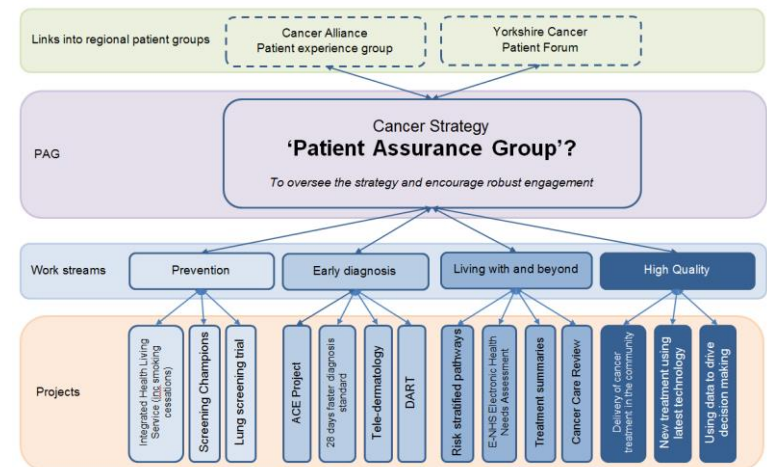 Links into regional patient groups
Cancer Alliance
Patient experience group
Yorkshire Cancer
Patient Forum
PAG
Cancer Strategy
‘Patient Assurance Group’?
To oversee the strategy and encourage robust engagement
Work streams
Prevention
Early diagnosis
Living with and beyond
High Quality
Projects
Integrated Health Living
Service (inc smoking
cessations)
Screening Champions
Lung screening trial
ACE Project
28 days faster diagnosis
standard
Tele-dermatology
DART
Risk stratified pathways
E-NHS Electronic Health
Needs Assessment
Treatment summaries
Cancer Care Review
Delivery of cancer
treatment in the community
New treatment using
latest technology
Using data to drive
decision making